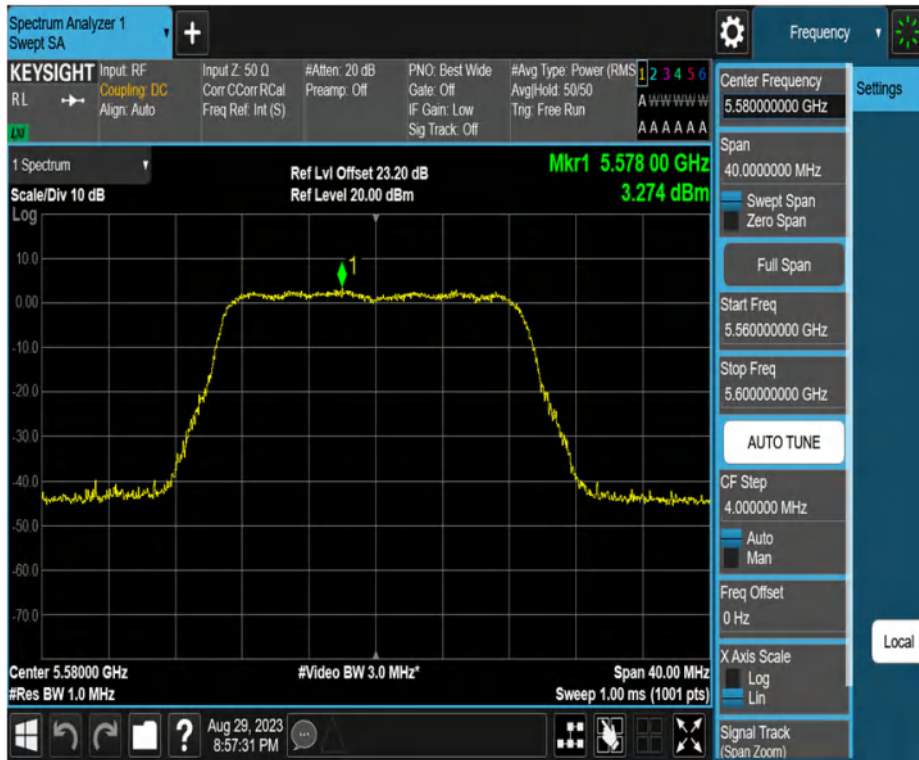 Spectrum Analyzer 1
Swept SA
+
Frequency
KEYSIGHT
RL
LXI
Input: RF
Coupling: DC
Align: Auto
Input Z: 50 Ω
Corr CCorr RCal
Freq Ref: Int (S)
#Atten: 20 dB
Preamp: Off
PNO: Best Wide
Gate: Off
IF Gain: Low
Sig Track: Off
#Avg Type: Power (RMS
Avg|Hold: 50/50
Trig: Free Run
1 2 3 4 5 6
A W W W W W
A A A A A A
1 Spectrum
Scale/Div 10 dB
Ref Lvl Offset 23.20 dB
Ref Level 20.00 dBm
Mkr1 5.578 00 GHz
3.274 dBm
Log
10.0
0.00
-10.0
-20.0
-30.0
-40.0
-50.0
-60.0
-70.0
1
Center 5.58000 GHz
#Res BW 1.0 MHz
#Video BW 3.0 MHz*
Span 40.00 MHz
Sweep 1.00 ms (1001 pts)
?
Aug 29, 2023
8:57:31 PM
Center Frequency
5.580000000 GHz
Settings
Span
40.0000000 MHz
Swept Span
Zero Span
Full Span
Start Freq
5.560000000 GHz
Stop Freq
5.600000000 GHz
AUTO TUNE
CF Step
4.000000 MHz
Auto
Man
Freq Offset
0 Hz
X Axis Scale
Log
Lin
Local
Signal Track
(Span Zoom)